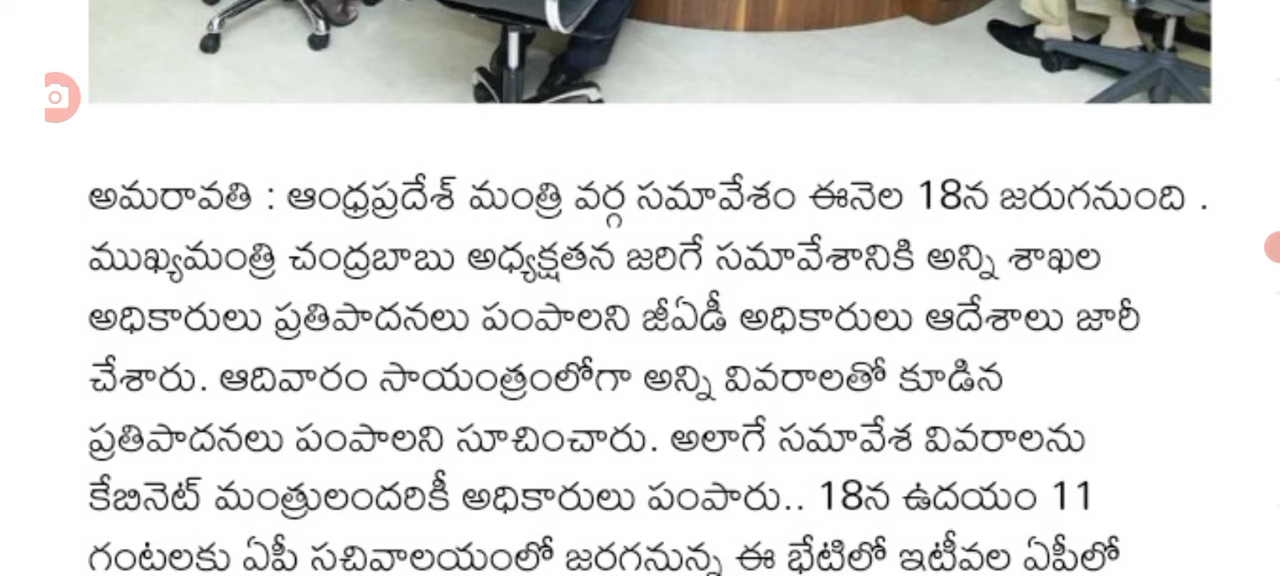 అమరావతి : ఆంధ్రప్రదేశ్ మంత్రి వర్గ సమావేశం ఈనెల 18న జరుగనుంది .
ముఖ్యమంత్రి చంద్రబాబు అధ్యక్షతన జరిగే సమావేశానికి అన్ని శాఖల
అధికారులు ప్రతిపాదనలు పంపాలని జీఏడీ అధికారులు ఆదేశాలు జారీ
చేశారు. ఆదివారం సాయంత్రంలోగా అన్ని వివరాలతో కూడిన
ప్రతిపాదనలు పంపాలని సూచించారు. అలాగే సమావేశ వివరాలను
కేబినెట్ మంత్రులందరికీ అధికారులు పంపారు.. 18న ఉదయం 11
గంటలకు ఏపీ సచివాలయంలో జరగనున్న ఈ భేటిలో ఇటీవల ఏపీలో